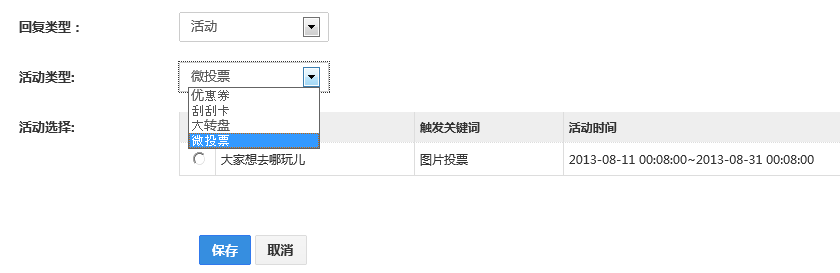 回复类型：
活动
活动类型:
微投票
优惠券
刮刮卡
大转盘
微投票
活动选择:
触发关键词
活动时间
大家想去哪玩儿
图片投票
2013-08-11 00:08:00~2013-08-31 00:08:00
保存
取消